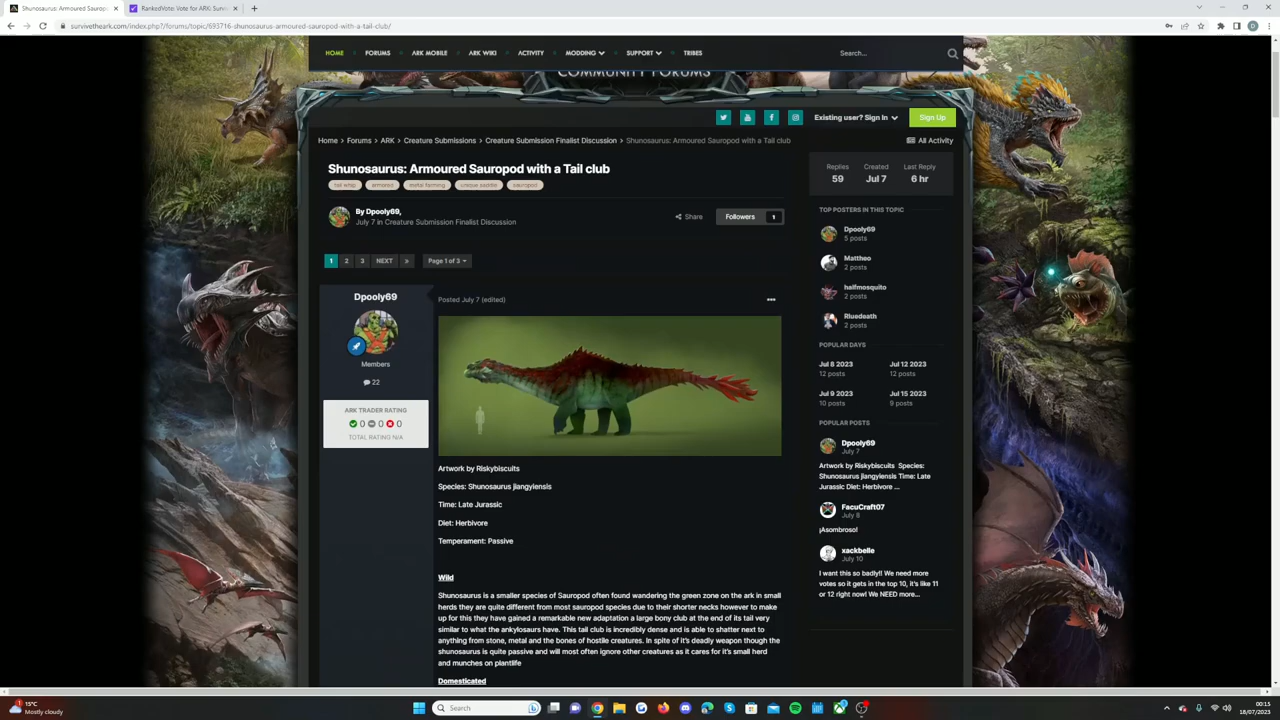 Shunosaurus: Armoured Saurop
RankedVote: Vote for ARK: Surviv
survivetheark.com/index.php?/forums/topic/693716-shunosaurus-armoured-sauropod-with-a-tail-club/
HOME
FORUMS
ARK MOBILE
ARK WIKI
ACTIVITY
MODDING
SUPPORT
TRIBES
Search...
COMMUNITY FORUMS
Existing user? Sign In
Sign Up
Home > Forums > ARK > Creature Submissions > Creature Submission Finalist Discussion > Shunosaurus: Armoured Sauropod with a Tail club
All Activity
Shunosaurus: Armoured Sauropod with a Tail club
tail whip
armored
metal farming
unique saddle
sauropod
By Dpooly69,
July 7 in Creature Submission Finalist Discussion
Share
Followers 1
1 2 3 NEXT » Page 1 of 3
Dpooly69
Members
22
ARK TRADER RATING
0 0 0
TOTAL RATING N/A
Posted July 7 (edited)
Artwork by Riskybiscuits
Species: Shunosaurus jiangyiensis
Time: Late Jurassic
Diet: Herbivore
Temperament: Passive
Wild
Shunosaurus is a smaller species of Sauropod often found wandering the green zone on the ark in small
herds they are quite different from most sauropod species due to their shorter necks however to make
up for this they have gained a remarkable new adaptation a large bony club at the end of its tail very
similar to what the ankylosaurs have. This tail club is incredibly dense and is able to shatter next to
anything from stone, metal and the bones of hostile creatures. In spite of it's deadly weapon though the
shunosaurus is quite passive and will most often ignore other creatures as it cares for it's small herd
and munches on plantlife
Domesticated
Replies
59
Created
Jul 7
Last Reply
6 hr
TOP POSTERS IN THIS TOPIC
Dpooly69
5 posts
Mattheo
2 posts
halfmosquito
2 posts
Rluedeath
2 posts
POPULAR DAYS
Jul 8 2023
12 posts
Jul 12 2023
12 posts
Jul 9 2023
10 posts
Jul 15 2023
9 posts
POPULAR POSTS
Dpooly69
July 7
Artwork by Riskybiscuits Species:
Shunosaurus jiangyiensis Time: Late
Jurassic Diet: Herbivore ...
FacuCraft07
July 8
¡Asombroso!
xackbelle
July 10
I want this so badly!! We need more
votes so it gets in the top 10, it's like 11
or 12 right now! We NEED more...
15°C
Mostly cloudy
Search
00:15
18/07/2023